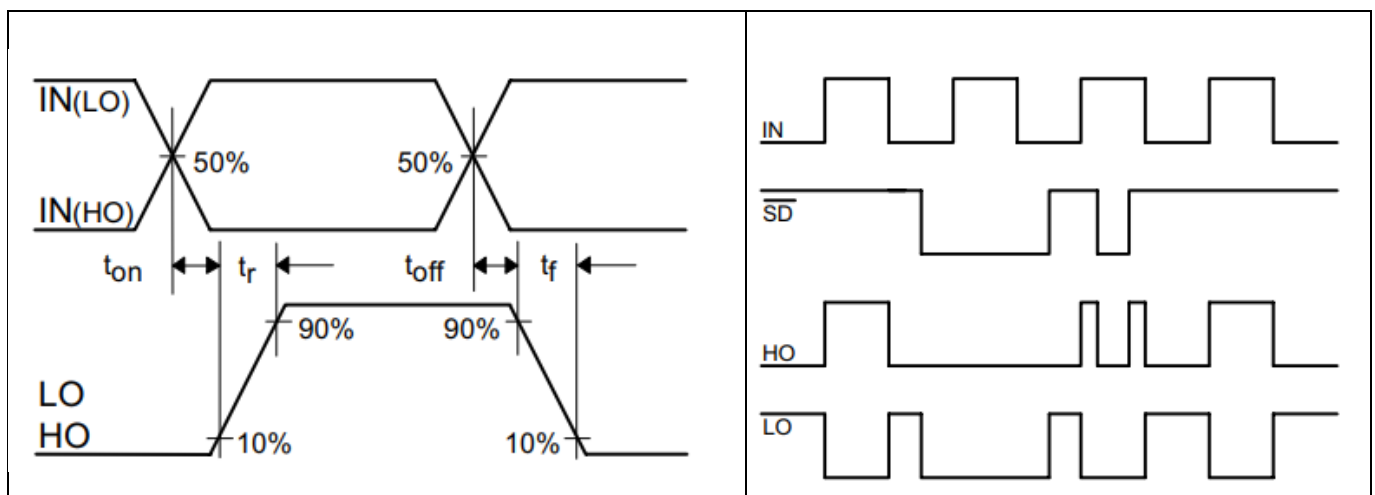 IN(LO)
50%
50%
IN(HO)
ton
tr
toff
tf
90%
90%
LO
HO
10%
10%
IN
SD
HO
LO